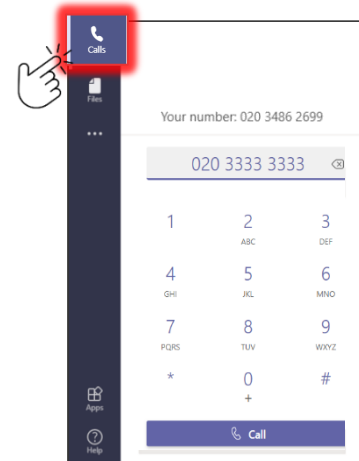 Calls
Files
Your number: 020 3486 2699
020 3333 3333
1 2 3
ABC DEF
4 5 6
GHI JKL MNO
7 8 9
PQRS TUV WXYZ
* 0 #
+
Apps
Call
Help